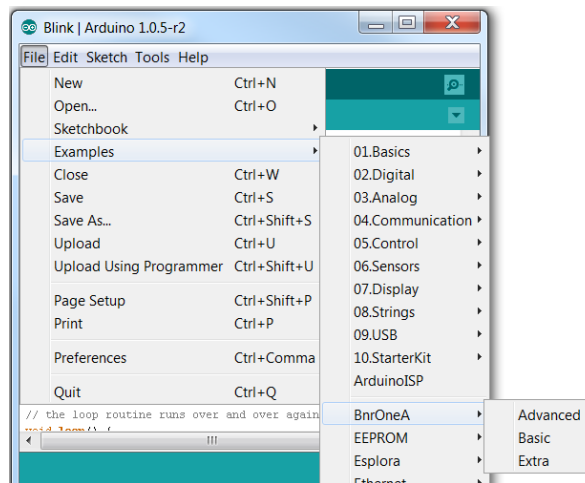 Blink | Arduino 1.0.5-r2
File Edit Sketch Tools Help
New Ctrl+N
Open... Ctrl+O
Sketchbook
Examples
Close Ctrl+W
Save Ctrl+S
Save As... Ctrl+Shift+S
Upload Ctrl+U
Upload Using Programmer Ctrl+Shift+U
Page Setup Ctrl+Shift+P
Print Ctrl+P
Preferences Ctrl+Comma
Quit Ctrl+Q
01.Basics
02.Digital
03.Analog
04.Communication
05.Control
06.Sensors
07.Display
08.Strings
09.USB
10.StarterKit
ArduinoISP
BnrOneA
EEPROM
Esplora
Ethernet
Advanced
Basic
Extra
// the loop routine runs over and over again
void loop() {